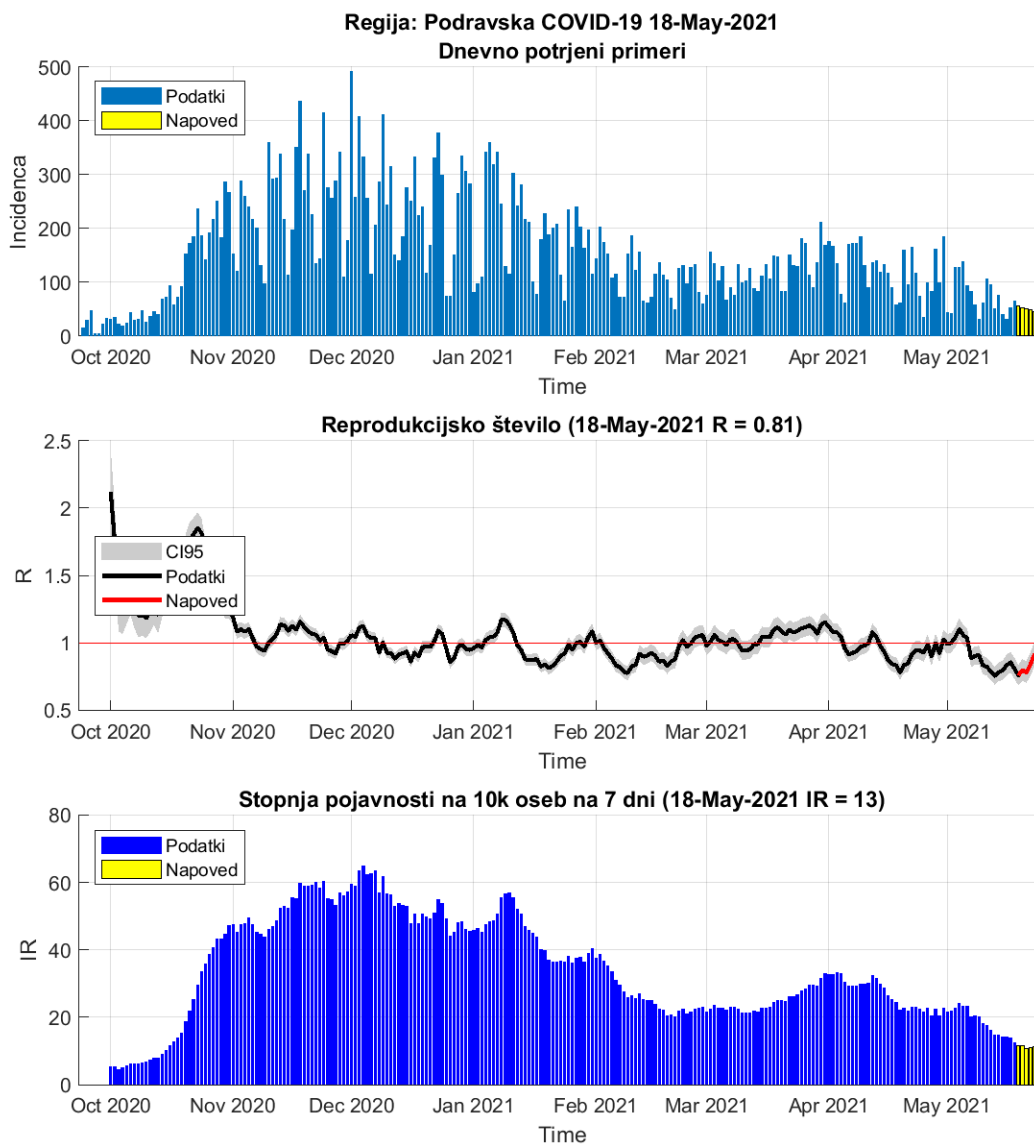 Regija: Podravska COVID-19 18-May-2021
Dnevno potrjeni primeri
500
400
300
200
100
0
Incidenca
Podatki
Napoved
Oct 2020 Nov 2020 Dec 2020 Jan 2021 Feb 2021 Mar 2021 Apr 2021 May 2021
Time
Reprodukcijsko število (18-May-2021 R = 0.81)
2.5
2
1.5
1
0.5
R
CI95
Podatki
Napoved
Oct 2020 Nov 2020 Dec 2020 Jan 2021 Feb 2021 Mar 2021 Apr 2021 May 2021
Time
Stopnja pojavnosti na 10k oseb na 7 dni (18-May-2021 IR = 13)
80
60
40
20
0
IR
Podatki
Napoved
Oct 2020 Nov 2020 Dec 2020 Jan 2021 Feb 2021 Mar 2021 Apr 2021 May 2021
Time